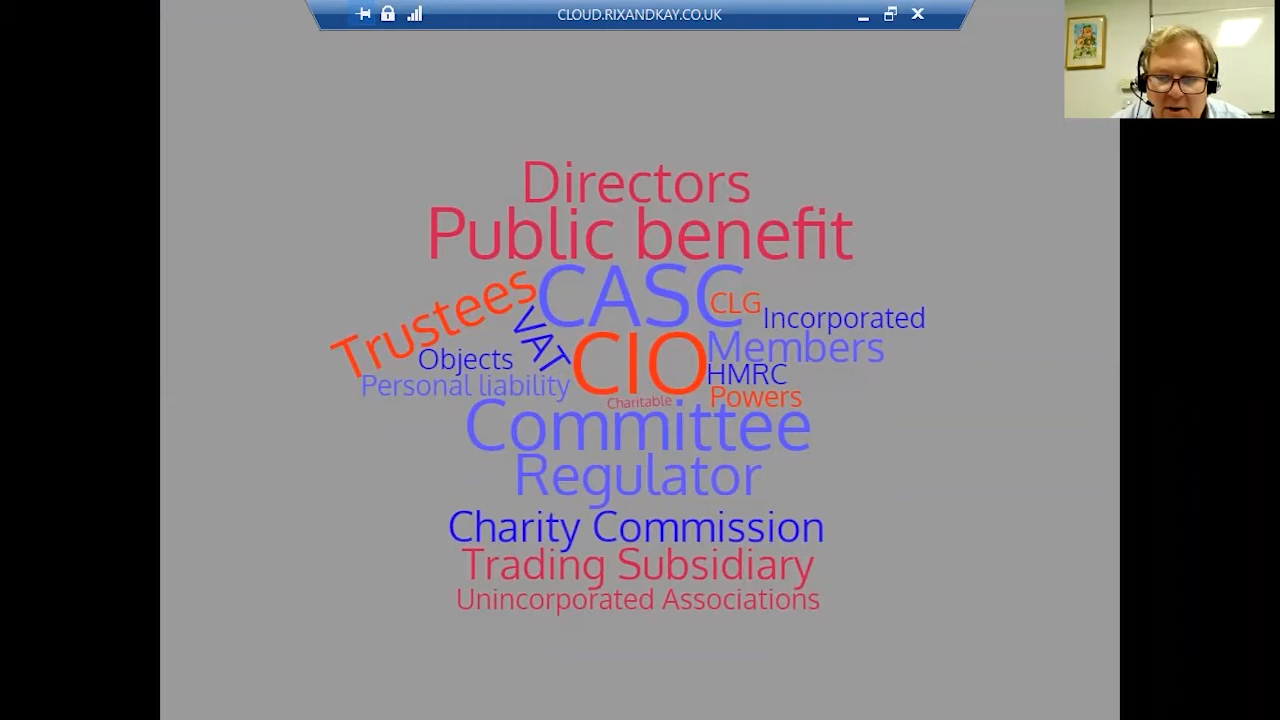 CLOUD.RIXANDKAY.CO.UK
Directors
Public benefit
Trustees
CASC
CLG
Incorporated
VAT
CIO
Members
Objects
HMRC
Personal liability
Powers
Charitable
Committee
Regulator
Charity Commission
Trading Subsidiary
Unincorporated Associations